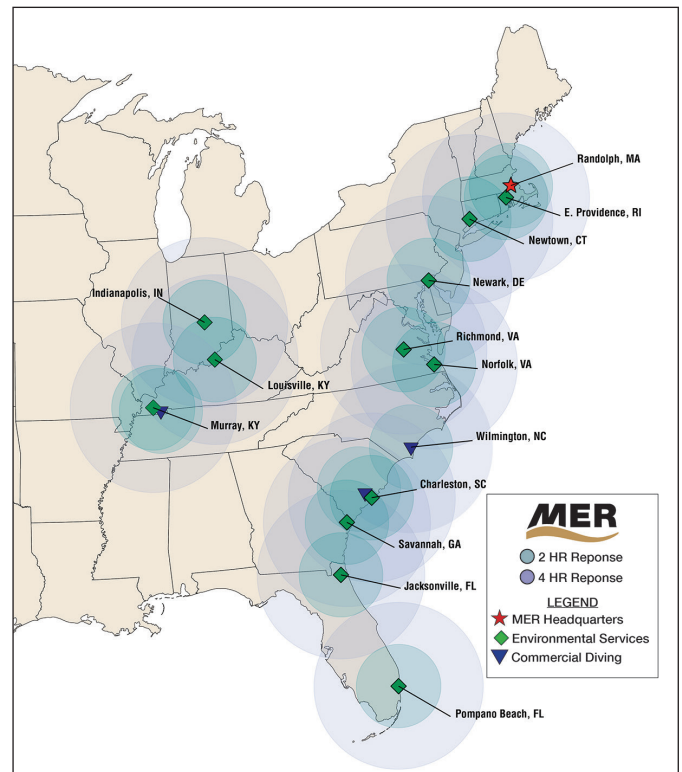 Randolph, MA
E. Providence, RI
Newtown, CT
Newark, DE
Indianapolis, IN
Richmond, VA
Norfolk, VA
Louisville, KY
Murray, KY
Wilmington, NC
Charleston, SC
Savannah, GA
Jacksonville, FL
Pompano Beach, FL
MER
2 HR Reponse
4 HR Reponse
LEGEND
MER Headquarters
Environmental Services
Commercial Diving